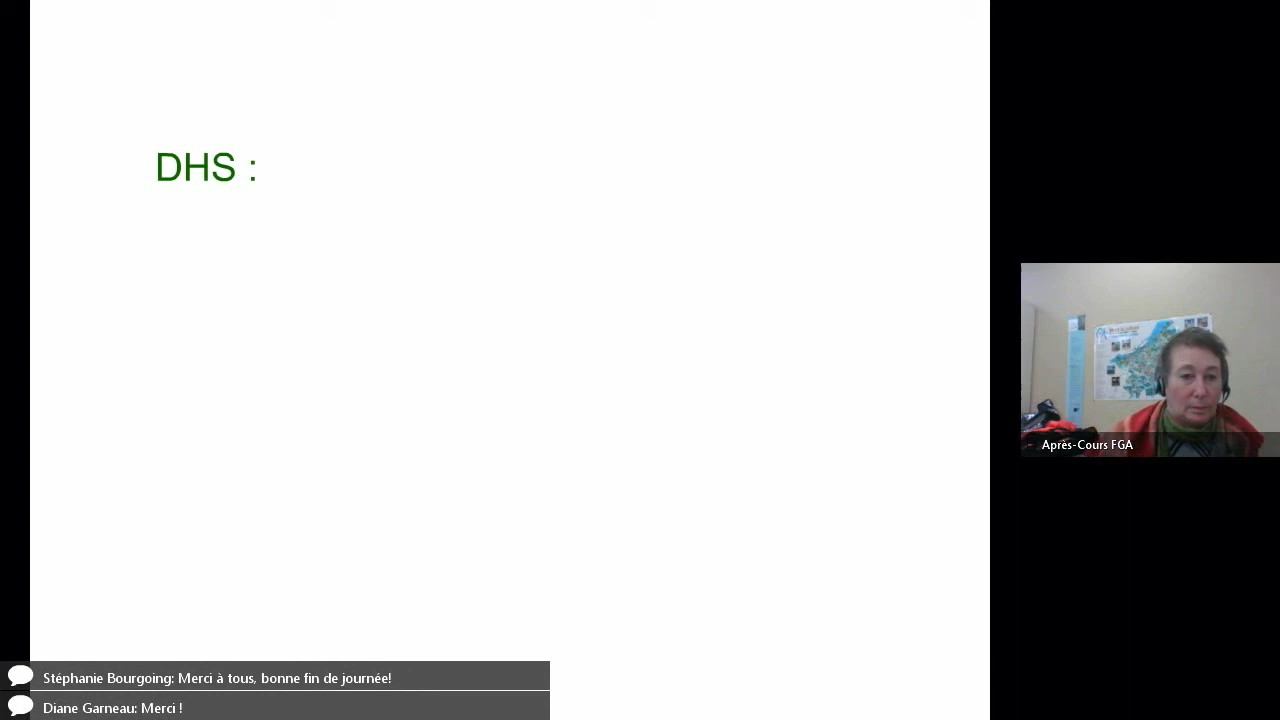 DHS :
Après-Cours FGA
Stéphanie Bourgoing: Merci à tous, bonne fin de journée!
Diane Garneau: Merci !